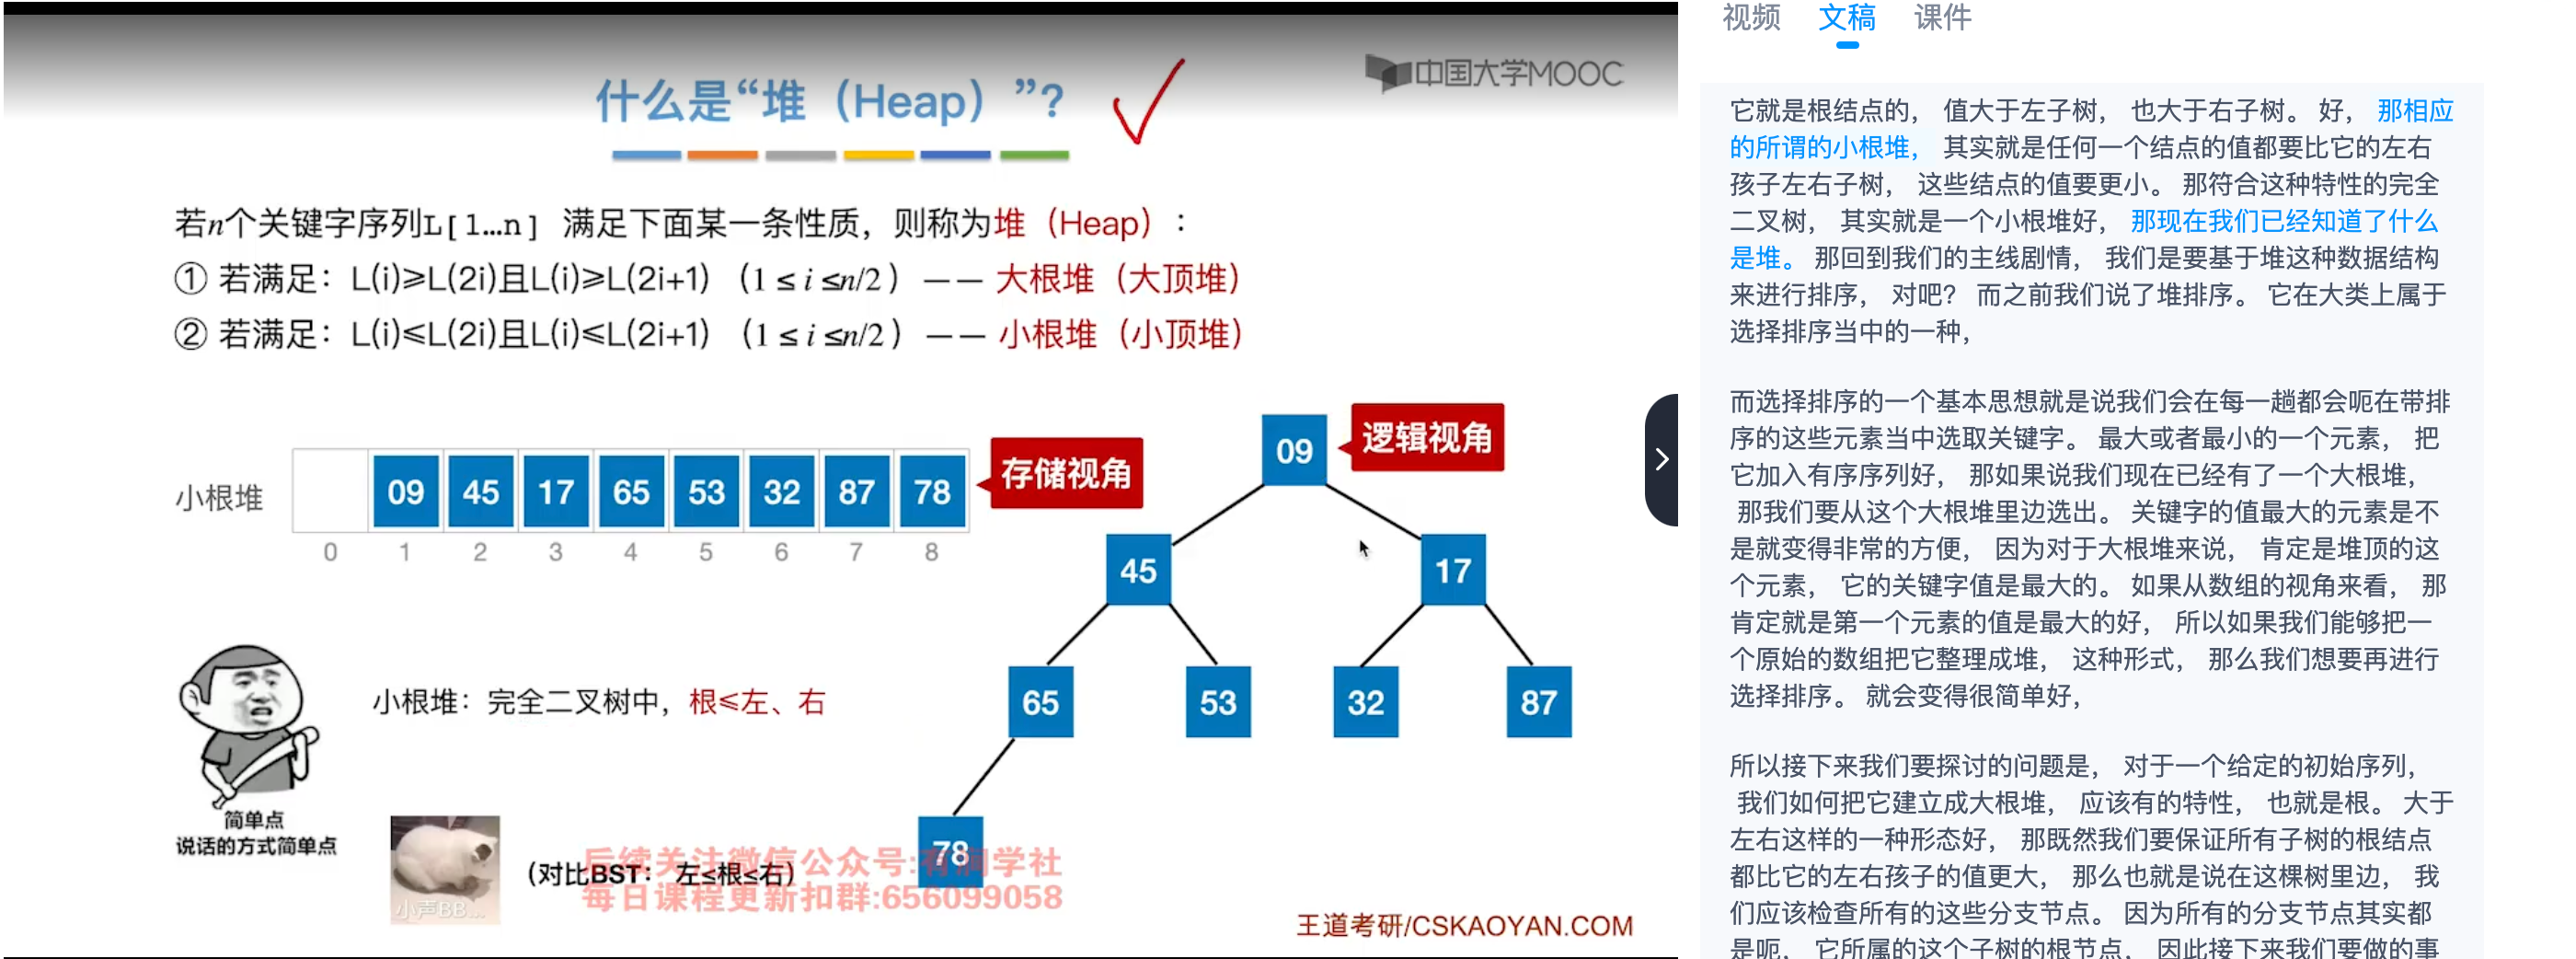 中国大学MOOC
什么是“堆（Heap）”?
若n个关键字序列L[1…n] 满足下面某一条性质，则称为堆（Heap）:
① 若满足：L(i)≥L(2i)且L(i)≥L(2i+1) （1 ≤ i ≤n/2 ）—— 大根堆（大顶堆）
② 若满足：L(i)≤L(2i)且L(i)≤L(2i+1) （1 ≤ i ≤n/2 ）—— 小根堆（小顶堆）
小根堆
09 45 17 65 53 32 87 78
0 1 2 3 4 5 6 7 8
存储视角
逻辑视角
09
45 17
65 53 32 87
78
小根堆：完全二叉树中，根≤左、右
简单点
说话的方式简单点
小声BB...
（对比BST： 左≤根≤右）
后续关注微信公众号:有 学社
每日课程更新扣群:656099058
王道考研/CSKAOYAN.COM
视频 文稿 课件
它就是根结点的， 值大于左子树， 也大于右子树。 好， 那相应
的所谓的小根堆， 其实就是任何一个结点的值都要比它的左右
孩子左右子树， 这些结点的值要更小。 那符合这种特性的完全
二叉树， 其实就是一个小根堆好， 那现在我们已经知道了什么
是堆。 那回到我们的主线剧情， 我们是要基于堆这种数据结构
来进行排序， 对吧？ 而之前我们说了堆排序。 它在大类上属于
选择排序当中的一种，
而选择排序的一个基本思想就是说我们会在每一趟都会呃在带排
序的这些元素当中选取关键字。 最大或者最小的一个元素， 把
它加入有序序列好， 那如果说我们现在已经有了一个大根堆，
那我们要从这个大根堆里边选出。 关键字的值最大的元素是不
是就变得非常的方便， 因为对于大根堆来说， 肯定是堆顶的这
个元素， 它的关键字值是最大的。 如果从数组的视角来看， 那
肯定就是第一个元素的值是最大的好， 所以如果我们能够把一
个原始的数组把它整理成堆， 这种形式， 那么我们想要再进行
选择排序。 就会变得很简单好，
所以接下来我们要探讨的问题是， 对于一个给定的初始序列，
我们如何把它建立成大根堆， 应该有的特性， 也就是根。 大于
左右这样的一种形态好， 那既然我们要保证所有子树的根结点
都比它的左右孩子的值更大， 那么也就是说在这棵树里边， 我
们应该检查所有的这些分支节点。 因为所有的分支节点其实都
是呃， 它所属的这个子树的根节点， 因此接下来我们要做的事